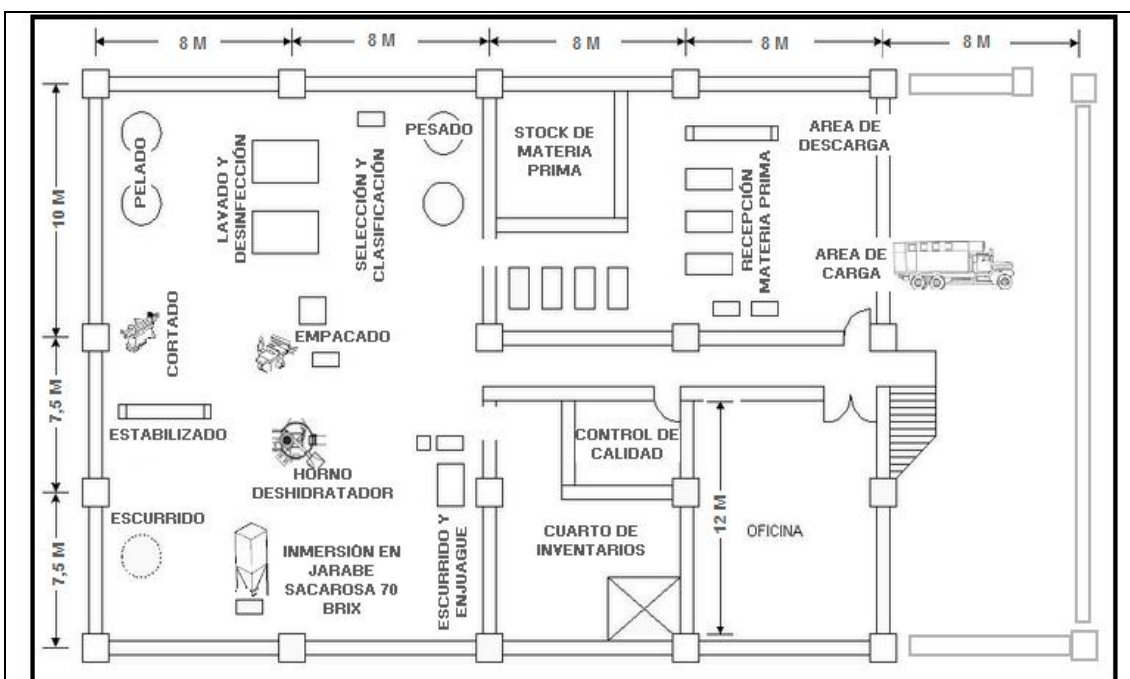 8 M
8 M
8 M
8 M
8 M
10 M
7,5 M
7,5 M
PELADO
LAVADO Y
DESINFECCIÓN
SELECCIÓN Y
CLASIFICACIÓN
PESADO
STOCK DE
MATERIA
PRIMA
RECEPCIÓN
MATERIA PRIMA
AREA DE
DESCARGA
AREA DE
CARGA
CORTADO
EMPACADO
ESTABILIZADO
HORNO
DESHIDRATADOR
CONTROL DE
CALIDAD
ESCURRIDO
INMERSIÓN EN
JARABE
SACAROSA 70
BRIX
ESCURRIDO Y
ENJUAGUE
CUARTO DE
INVENTARIOS
12 M
OFICINA